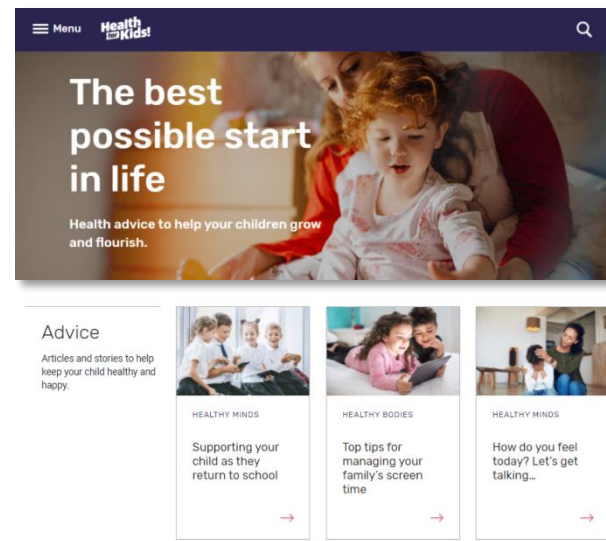 Menu
Health
for Kids!
The best
possible start
in life
Health advice to help your children grow
and flourish.
Advice
Articles and stories to help
keep your child healthy and
happy.
HEALTHY MINDS
Supporting your
child as they
return to school
HEALTHY BODIES
Top tips for
managing your
family's screen
time
HEALTHY MINDS
How do you feel
today? Let's get
talking...